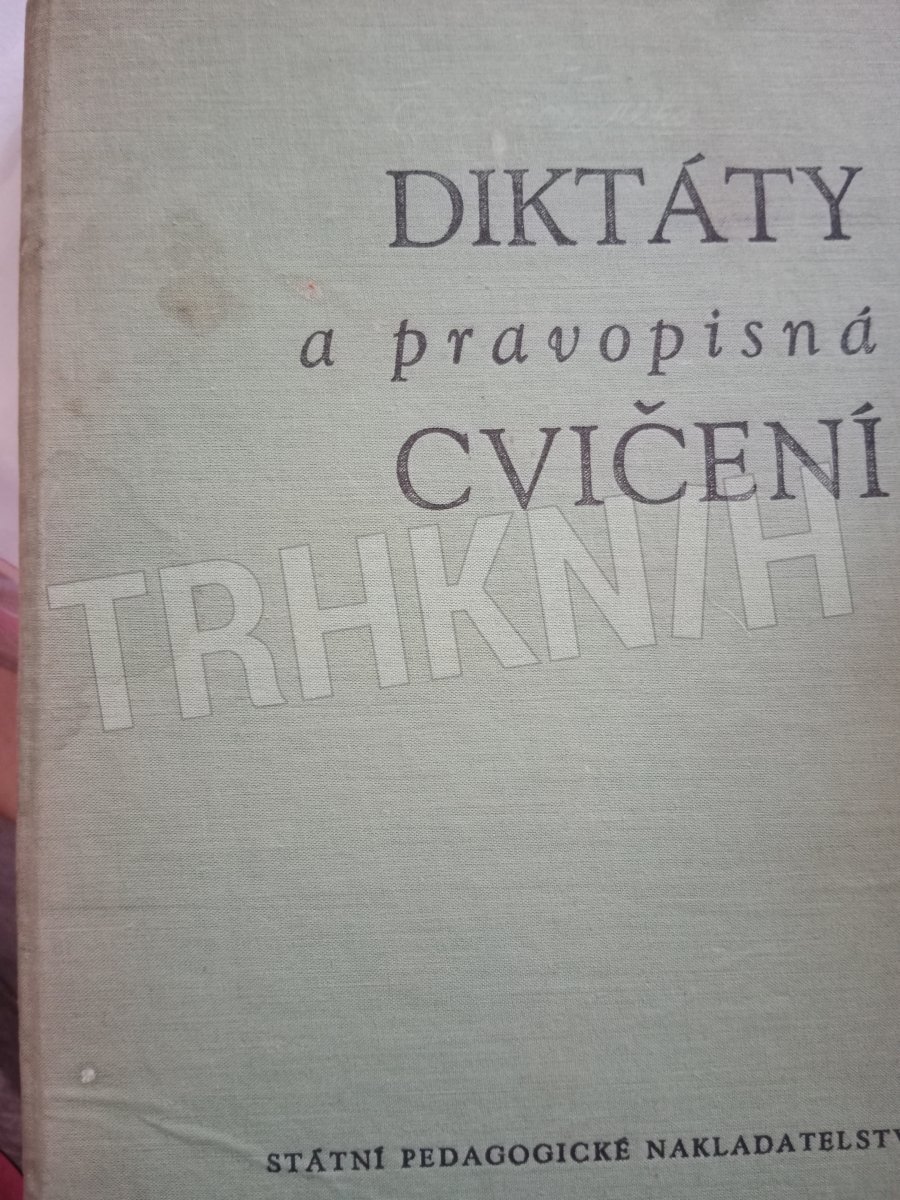 DIKTÁTY
a pravopisná
CVIČENÍ
TRHKNIH
STÁTNÍ PEDAGOGICKÉ NAKLADATELSTV